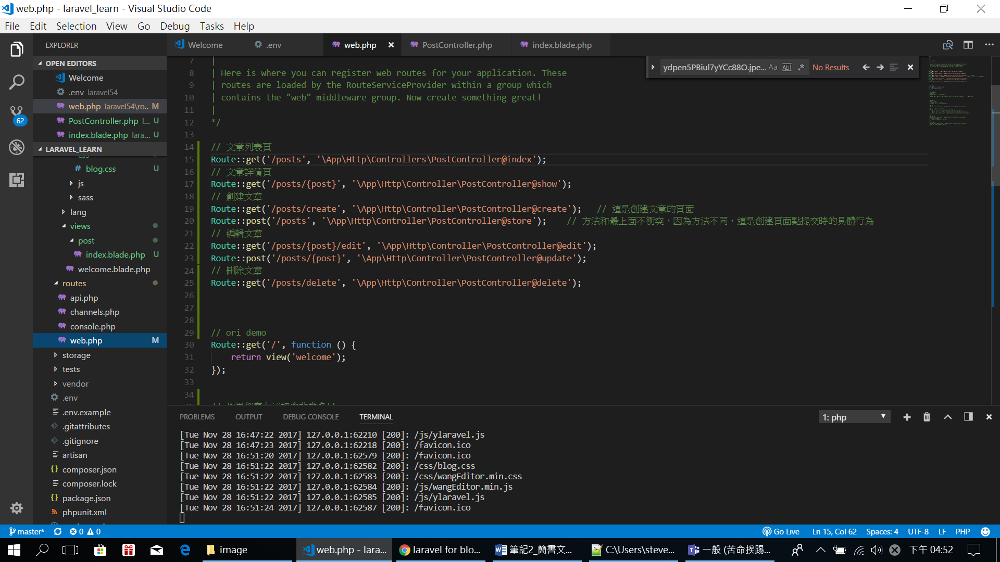 web.php - laravel_learn - Visual Studio Code
File Edit Selection View Go Debug Tasks Help
EXPLORER
OPEN EDITORS
Welcome
.env laravel54
web.php laravel54\ro... M
PostController.php l... U
index.blade.php lara... U
LARAVEL_LEARN
blog.css U
js
sass
lang
views
post
index.blade.php U
welcome.blade.php
routes
api.php
channels.php
console.php
web.php M
storage
tests
vendor
.env
.env.example
.gitattributes
.gitignore
artisan
composer.json
composer.lock
package.json
phpunit.xml
62
Welcome .env web.php PostController.php index.blade.php
ydpen5PBiul7yYCc88O.jpe... Aa Abl .* No Results
7 |
8 | Here is where you can register web routes for your application. These
9 | routes are loaded by the RouteServiceProvider within a group which
10 | contains the "web" middleware group. Now create something great!
11 |
12 */
13
14 // 文章列表頁
15 Route::get('/posts', '\App\Http\Controllers\PostController@index');
16 // 文章詳情頁
17 Route::get('/posts/{post}', '\App\Http\Controller\PostController@show');
18 // 創建文章
19 Route::get('/posts/create', '\App\Http\Controller\PostController@create'); // 這是創建文章的頁面
20 Route::post('/posts', '\App\Http\Controller\PostController@store'); // 方法和最上面不衝突，因為方法不同，這是創建頁面點提交時的具體行為
21 // 編輯文章
22 Route::get('/posts/{post}/edit', '\App\Http\Controller\PostController@edit');
23 Route::post('/posts/{post}', '\App\Http\Controller\PostController@update');
24 // 刪除文章
25 Route::get('/posts/delete', '\App\Http\Controller\PostController@delete');
26
27
28
29 // ori demo
30 Route::get('/', function () {
31 return view('welcome');
32 });
33
34
PROBLEMS OUTPUT DEBUG CONSOLE TERMINAL 1: php
[Tue Nov 28 16:47:22 2017] 127.0.0.1:62210 [200]: /js/ylaravel.js
[Tue Nov 28 16:47:23 2017] 127.0.0.1:62218 [200]: /favicon.ico
[Tue Nov 28 16:51:20 2017] 127.0.0.1:62579 [200]: /favicon.ico
[Tue Nov 28 16:51:22 2017] 127.0.0.1:62582 [200]: /css/blog.css
[Tue Nov 28 16:51:22 2017] 127.0.0.1:62583 [200]: /css/wangEditor.min.css
[Tue Nov 28 16:51:22 2017] 127.0.0.1:62584 [200]: /js/wangEditor.min.js
[Tue Nov 28 16:51:22 2017] 127.0.0.1:62585 [200]: /js/ylaravel.js
[Tue Nov 28 16:51:24 2017] 127.0.0.1:62587 [200]: /favicon.ico
master* 0 0 Go Live Ln 15, Col 62 Spaces: 4 UTF-8 LF PHP
image web.php - lara... laravel for blo... 筆記2_簡書文... C:\Users\steve... 一般 (苦命挨踢... 下午 04:52